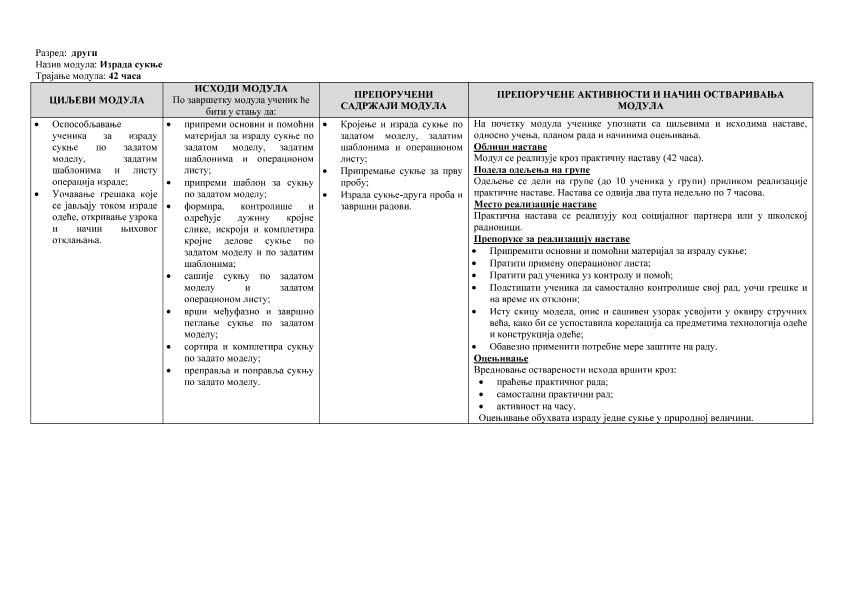 Разред: други
Назив модула: Израда сукње
Трајање модула: 42 часа
ЦИЉЕВИ МОДУЛА
ИСХОДИ МОДУЛА
По завршетку модула ученик ће
бити у стању да:
ПРЕПОРУЧЕНИ
САДРЖАЈИ МОДУЛА
ПРЕПОРУЧЕНЕ АКТИВНОСТИ И НАЧИН ОСТВАРИВАЊА
МОДУЛА
• Оспособљавање
ученика за израду
сукње по задатом
моделу, задатим
шаблонима и листу
операција израде;
• Уочавање грешака које
се јављају током израде
одеће, откривање узрока
и начин њиховог
отклањања.
• припреми основни и помоћни
материјал за израду сукње по
задатом моделу, задатим
шаблонима и операционом
листу;
• припреми шаблон за сукњу
по задатом моделу;
• формира, контролише и
одређује дужину кројне
слике, искроји и комплетира
кројне делове сукње по
задатом моделу и по задатим
шаблонима;
• сашије сукњу по задатом
моделу и задатом
операционом листу;
• врши међуфазно и завршно
пеглање сукње по задатом
моделу;
• сортира и комплетира сукњу
по задато моделу;
• преправља и поправља сукњу
по задато моделу.
• Кројење и израда сукње по
задатом моделу, задатим
шаблонима и операционом
листу;
• Припремање сукње за прву
пробу;
• Израда сукње-друга проба и
завршни радови.
На почетку модула ученике упознати са циљевима и исходима наставе,
односно учења, планом рада и начинима оцењивања.
Облици наставе
Модул се реализује кроз практичну наставу (42 часа).
Подела одељења на групе
Одељење се дели на групе (до 10 ученика у групи) приликом реализације
практичне наставе. Настава се одвија два пута недељно по 7 часова.
Место реализације наставе
Практична настава се реализују код социјалног партнера или у школској
радионици.
Препоруке за реализацију наставе
• Припремити основни и помоћни материјал за израду сукње;
• Пратити примену операционог листа;
• Пратити рад ученика уз контролу и помоћ;
• Подстицати ученика да самостално контролише свој рад, уочи грешке и
на време их отклони;
• Исту скицу модела, опис и сашивен узорак усвојити у оквиру стручних
већа, како би се успоставила корелација са предметима технологија одеће
и конструкција одеће;
• Обавезно применити потребне мере заштите на раду.
Оцењивање
Вредновање остварености исхода вршити кроз:
• праћење практичног рада;
• самостални практични рад;
• активност на часу.
Оцењивање обухвата израду једне сукње у природној величини.